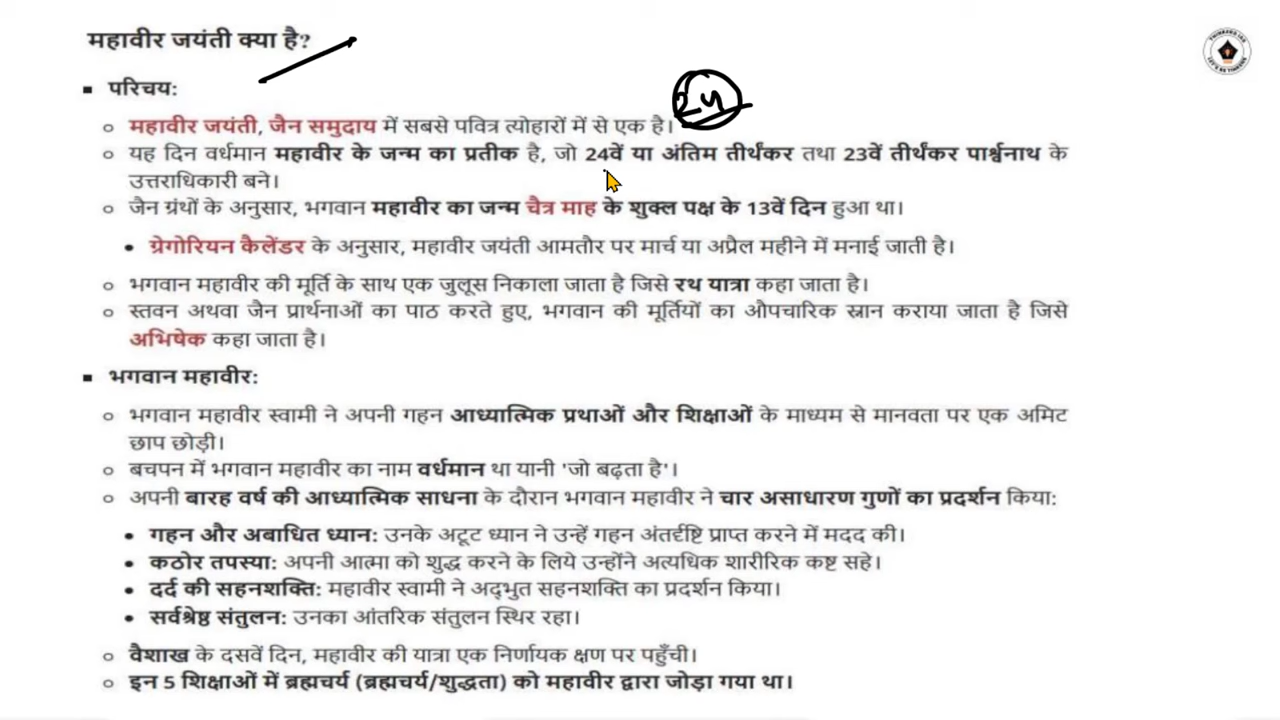 महावीर जयंती क्या है?
▪ परिचय:
24
○ महावीर जयंती, जैन समुदाय में सबसे पवित्र त्योहारों में से एक है।
○ यह दिन वर्धमान महावीर के जन्म का प्रतीक है, जो 24वें या अंतिम तीर्थंकर तथा 23वें तीर्थंकर पार्श्वनाथ के
उत्तराधिकारी बने।
○ जैन ग्रंथों के अनुसार, भगवान महावीर का जन्म चैत्र माह के शुक्ल पक्ष के 13वें दिन हुआ था।
• ग्रेगोरियन कैलेंडर के अनुसार, महावीर जयंती आमतौर पर मार्च या अप्रैल महीने में मनाई जाती है।
○ भगवान महावीर की मूर्ति के साथ एक जुलूस निकाला जाता है जिसे रथ यात्रा कहा जाता है।
○ स्तवन अथवा जैन प्रार्थनाओं का पाठ करते हुए, भगवान की मूर्तियों का औपचारिक स्नान कराया जाता है जिसे
अभिषेक कहा जाता है।
▪ भगवान महावीर:
○ भगवान महावीर स्वामी ने अपनी गहन आध्यात्मिक प्रथाओं और शिक्षाओं के माध्यम से मानवता पर एक अमिट
छाप छोड़ी।
○ बचपन में भगवान महावीर का नाम वर्धमान था यानी 'जो बढ़ता है'।
○ अपनी बारह वर्ष की आध्यात्मिक साधना के दौरान भगवान महावीर ने चार असाधारण गुणों का प्रदर्शन किया:
• गहन और अबाधित ध्यान: उनके अटूट ध्यान ने उन्हें गहन अंतर्दृष्टि प्राप्त करने में मदद की।
• कठोर तपस्या: अपनी आत्मा को शुद्ध करने के लिये उन्होंने अत्यधिक शारीरिक कष्ट सहे।
• दर्द की सहनशक्ति: महावीर स्वामी ने अद्भुत सहनशक्ति का प्रदर्शन किया।
• सर्वश्रेष्ठ संतुलन: उनका आंतरिक संतुलन स्थिर रहा।
○ वैशाख के दसवें दिन, महावीर की यात्रा एक निर्णायक क्षण पर पहुँची।
○ इन 5 शिक्षाओं में ब्रह्मचर्य (ब्रह्मचर्य/शुद्धता) को महावीर द्वारा जोड़ा गया था।